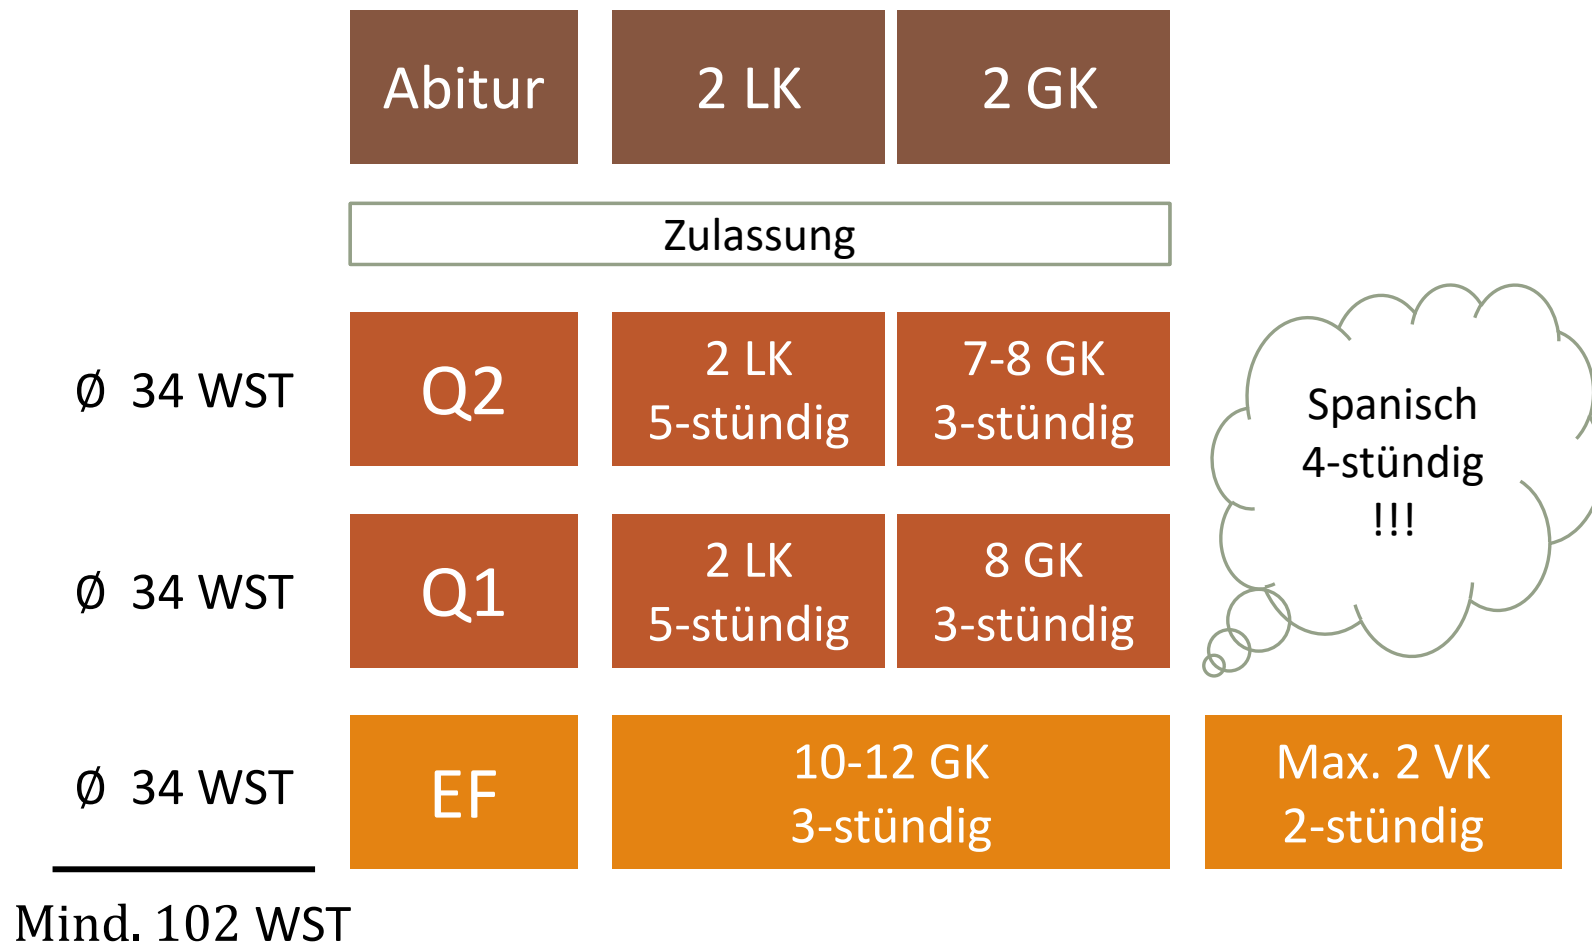 Abitur
2 LK
2 GK
Zulassung
Ø 34 WST
Q2
2 LK
5-stündig
7-8 GK
3-stündig
Spanisch
4-stündig
!!!
Ø 34 WST
Q1
2 LK
5-stündig
8 GK
3-stündig
Ø 34 WST
EF
10-12 GK
3-stündig
Max. 2 VK
2-stündig
Mind. 102 WST